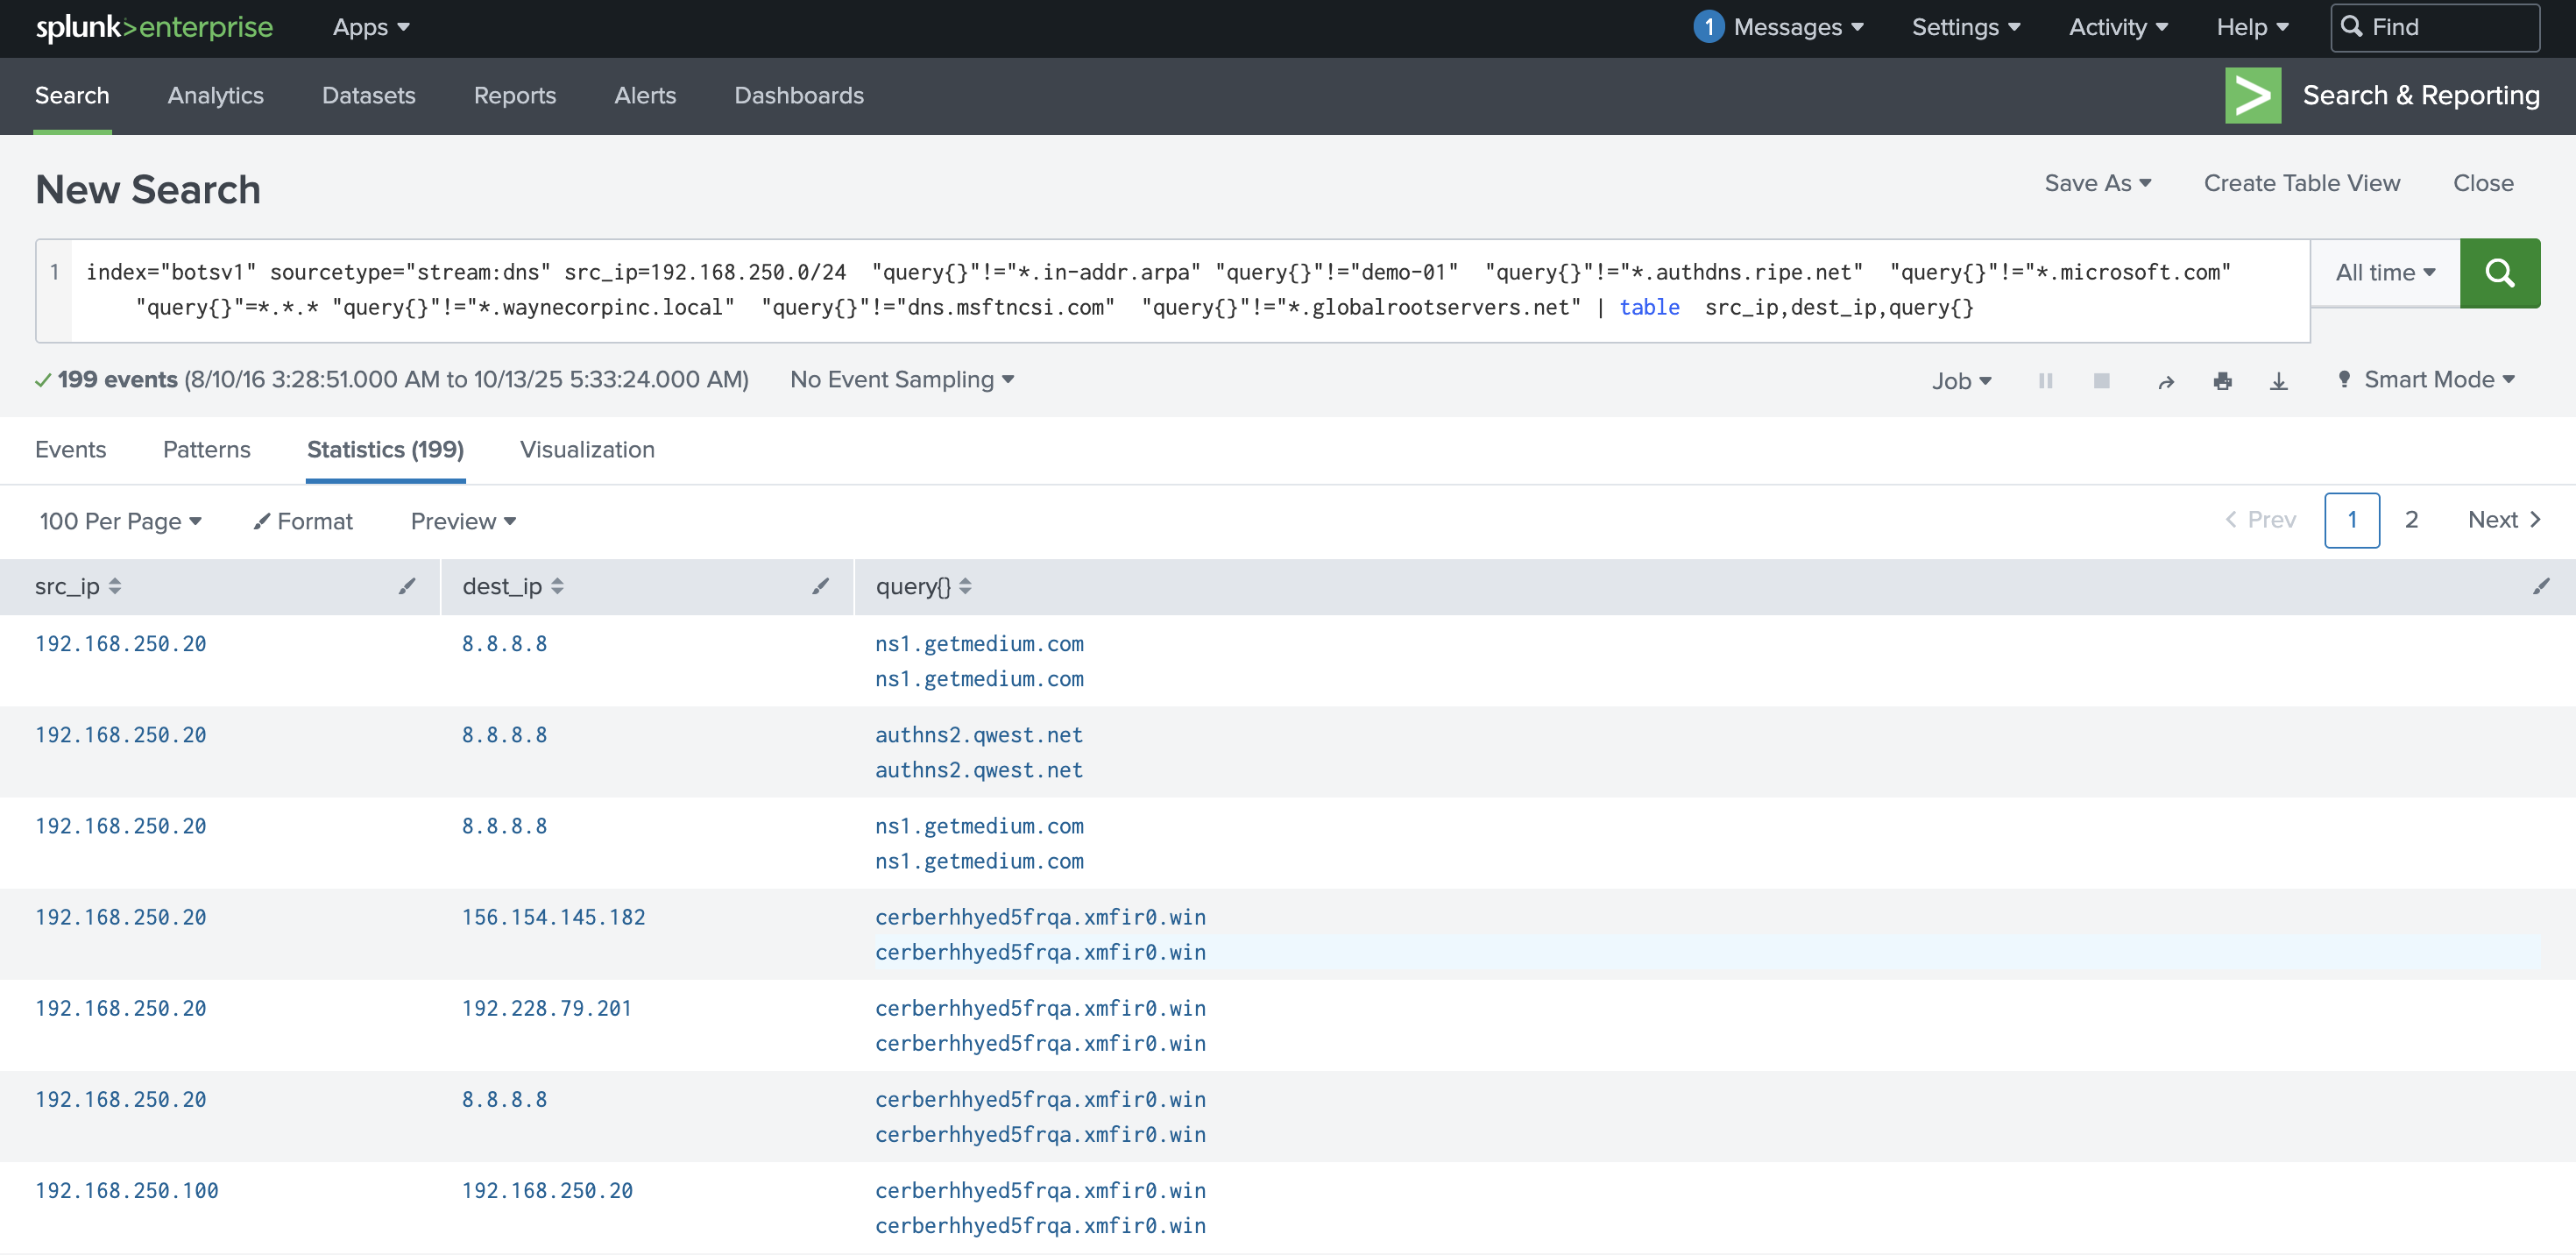 splunk>enterprise Apps 1 Messages Settings Activity Help Find
Search Analytics Datasets Reports Alerts Dashboards Search & Reporting
New Search Save As Create Table View Close
1 index="botsv1" sourcetype="stream:dns" src_ip=192.168.250.0/24 "query{}"!="*.in-addr.arpa" "query{}"!="demo-01" "query{}"!="*.authdns.ripe.net" "query{}"!="*.microsoft.com" All time
"query{}"=*.*.* "query{}"!="*.waynecorpinc.local" "query{}"!="dns.msftncsi.com" "query{}"!="*.globalrootservers.net" | table src_ip,dest_ip,query{}
199 events (8/10/16 3:28:51.000 AM to 10/13/25 5:33:24.000 AM) No Event Sampling Job Smart Mode
Events Patterns Statistics (199) Visualization
100 Per Page Format Preview < Prev 1 2 Next >
src_ip dest_ip query{}
192.168.250.20 8.8.8.8 ns1.getmedium.com
ns1.getmedium.com
192.168.250.20 8.8.8.8 authns2.qwest.net
authns2.qwest.net
192.168.250.20 8.8.8.8 ns1.getmedium.com
ns1.getmedium.com
192.168.250.20 156.154.145.182 cerberhhyed5frqa.xmfir0.win
cerberhhyed5frqa.xmfir0.win
192.168.250.20 192.228.79.201 cerberhhyed5frqa.xmfir0.win
cerberhhyed5frqa.xmfir0.win
192.168.250.20 8.8.8.8 cerberhhyed5frqa.xmfir0.win
cerberhhyed5frqa.xmfir0.win
192.168.250.100 192.168.250.20 cerberhhyed5frqa.xmfir0.win
cerberhhyed5frqa.xmfir0.win